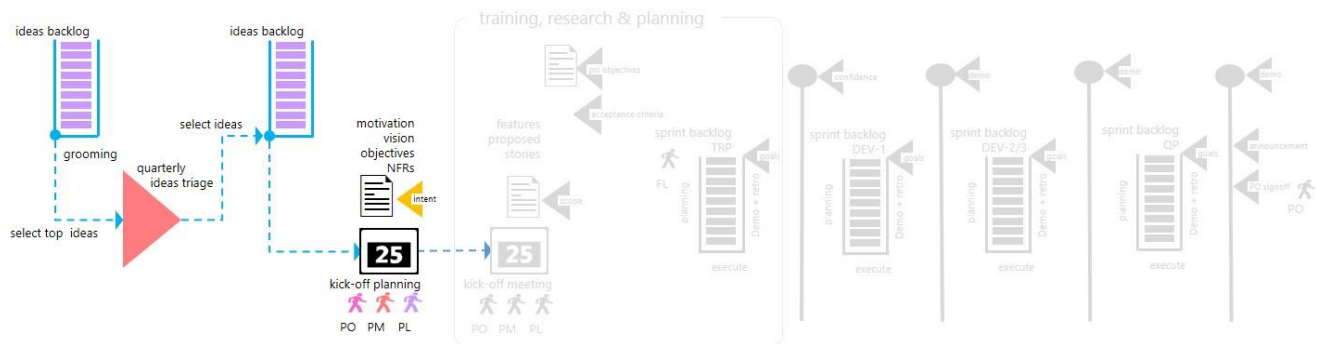 training, research & planning
ideas backlog
ideas backlog
grooming
quarterly
ideas triage
select top ideas
select ideas
motivation
vision
objectives
NFRs
intent
25
kick-off planning
PO PM PL
psi objectives
acceptance criteria
features
proposed
stories
scope
25
kick-off meeting
PO PM PL
FL
sprint backlog
TRP
goals
planning
Demo + retro
execute
confidence
sprint backlog
DEV-1
goals
planning
Demo + retro
execute
demo
sprint backlog
DEV-2/3
goals
planning
Demo + retro
execute
demo
sprint backlog
QP
goals
planning
Demo + retro
execute
demo
announcement
PO signoff
PO